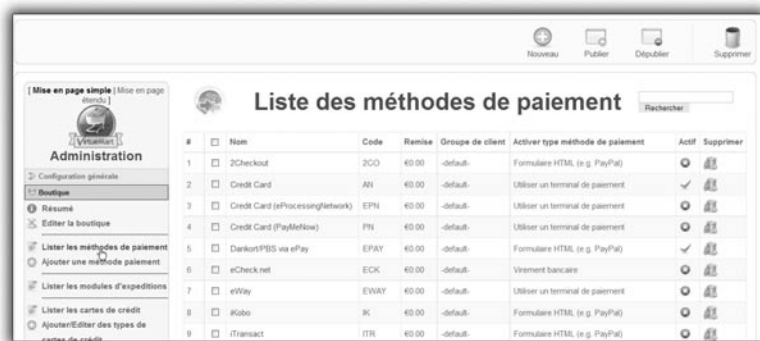 Nouveau Publier Dépublier Supprimer
[ Mise en page simple | Mise en page
étendu ]
VirtueMart
Administration
Configuration générale
Boutique
Résumé
Editer la boutique
Lister les méthodes de paiement
Ajouter une méthode paiement
Lister les modules d'expeditions
Lister les cartes de crédit
Ajouter/Editer des types de
cartes de crédit
Liste des méthodes de paiement
Rechercher
# Nom Code Remise Groupe de client Activer type méthode de paiement Actif Supprimer
1 2Checkout 2CO €0.00 -default- Formulaire HTML (e.g. PayPal)
2 Credit Card AN €0.00 -default- Utiliser un terminal de paiement
3 Credit Card (eProcessingNetwork) EPN €0.00 -default- Utiliser un terminal de paiement
4 Credit Card (PayMeNow) PN €0.00 -default- Utiliser un terminal de paiement
5 Dankort/PBS via ePay EPAY €0.00 -default- Formulaire HTML (e.g. PayPal)
6 eCheck.net ECK €0.00 -default- Virement bancaire
7 eWay EWAY €0.00 -default- Utiliser un terminal de paiement
8 iKobo IK €0.00 -default- Formulaire HTML (e.g. PayPal)
9 iTransact ITR €0.00 -default- Formulaire HTML (e.g. PayPal)